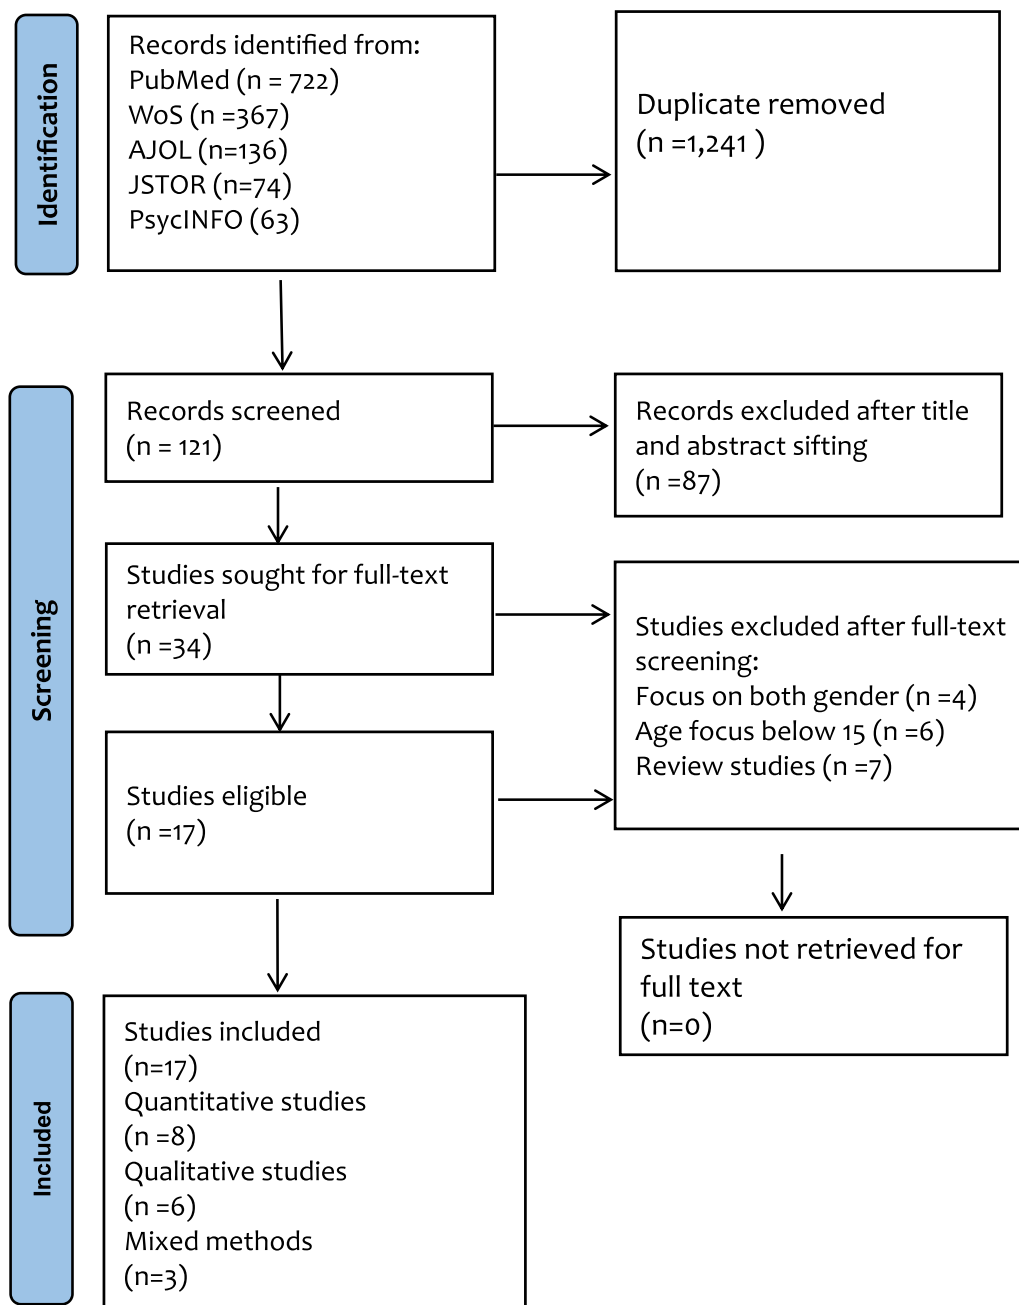 Identification
Records identified from:
PubMed (n = 722)
WoS (n =367)
AJOL (n=136)
JSTOR (n=74)
PsycINFO (63)
Duplicate removed
(n =1,241 )
Screening
Records screened
(n = 121)
Records excluded after title
and abstract sifting
(n =87)
Studies sought for full-text
retrieval
(n =34)
Studies excluded after full-text
screening:
Focus on both gender (n =4)
Age focus below 15 (n =6)
Review studies (n =7)
Studies eligible
(n =17)
Studies not retrieved for
full text
(n=0)
Included
Studies included
(n=17)
Quantitative studies
(n =8)
Qualitative studies
(n =6)
Mixed methods
(n=3)